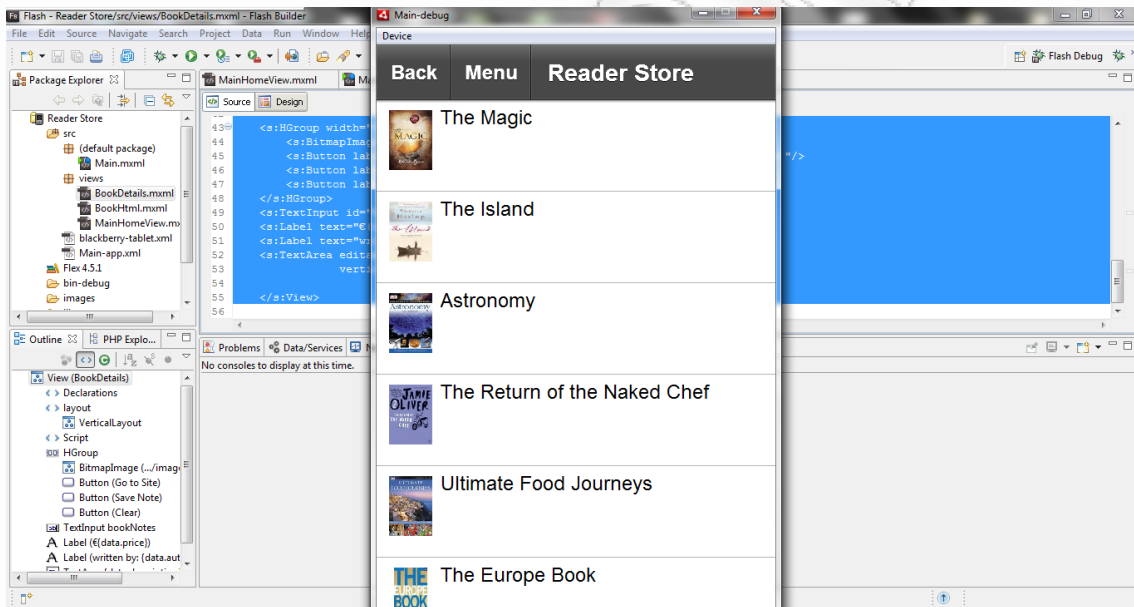 Flash - Reader Store/src/views/BookDetails.mxml - Flash Builder
File Edit Source Navigate Search Project Data Run Window Help
Flash Debug
Package Explorer
Reader Store
src
(default package)
Main.mxml
views
BookDetails.mxml
BookHtml.mxml
MainHomeView.mx
blackberry-tablet.xml
Main-app.xml
Flex 4.5.1
bin-debug
images
Outline PHP Explo...
View (BookDetails)
Declarations
layout
VerticalLayout
Script
HGroup
BitmapImage (.../image
Button (Go to Site)
Button (Save Note)
Button (Clear)
TextInput bookNotes
Label (€{data.price})
Label (written by: {data.aut
MainHomeView.mxml
Source Design
43 <s:HGroup width="
44 <s:BitmapImag
45 <s:Button lab "/>
46 <s:Button lab
47 <s:Button lab
48 </s:HGroup>
49 <s:TextInput id="
50 <s:Label text="€{
51 <s:Label text="wr
52 <s:TextArea edita
53 verti
54
55 </s:View>
56
Problems Data/Services
No consoles to display at this time.
Main-debug
Device
Back Menu Reader Store
The Magic
MAGIC
The Island
The Island
Astronomy
Astronomy
The Return of the Naked Chef
JAMIE
OLIVER
Ultimate Food Journeys
The Europe Book
THE
EUROPE
BOOK